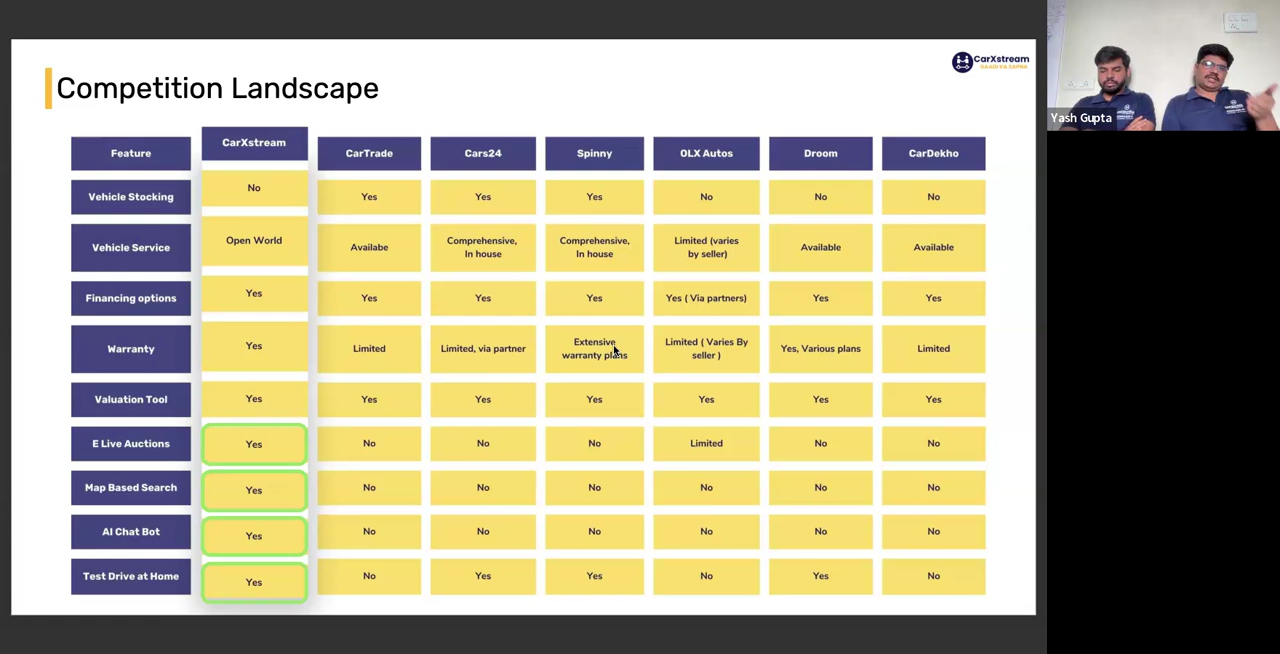 Competition Landscape
CarXstream
GAADI KA SAPNA
Feature CarXstream CarTrade Cars24 Spinny OLX Autos Droom CarDekho
Vehicle Stocking No Yes Yes Yes No No No
Vehicle Service Open World Availabe Comprehensive, In house Comprehensive, In house Limited (varies by seller) Available Available
Financing options Yes Yes Yes Yes Yes ( Via partners) Yes Yes
Warranty Yes Limited Limited, via partner Extensive warranty plans Limited ( Varies By seller ) Yes, Various plans Limited
Valuation Tool Yes Yes Yes Yes Yes Yes Yes
E Live Auctions Yes No No No Limited No No
Map Based Search Yes No No No No No No
AI Chat Bot Yes No No No No No No
Test Drive at Home Yes No Yes Yes No Yes No
Yash Gupta